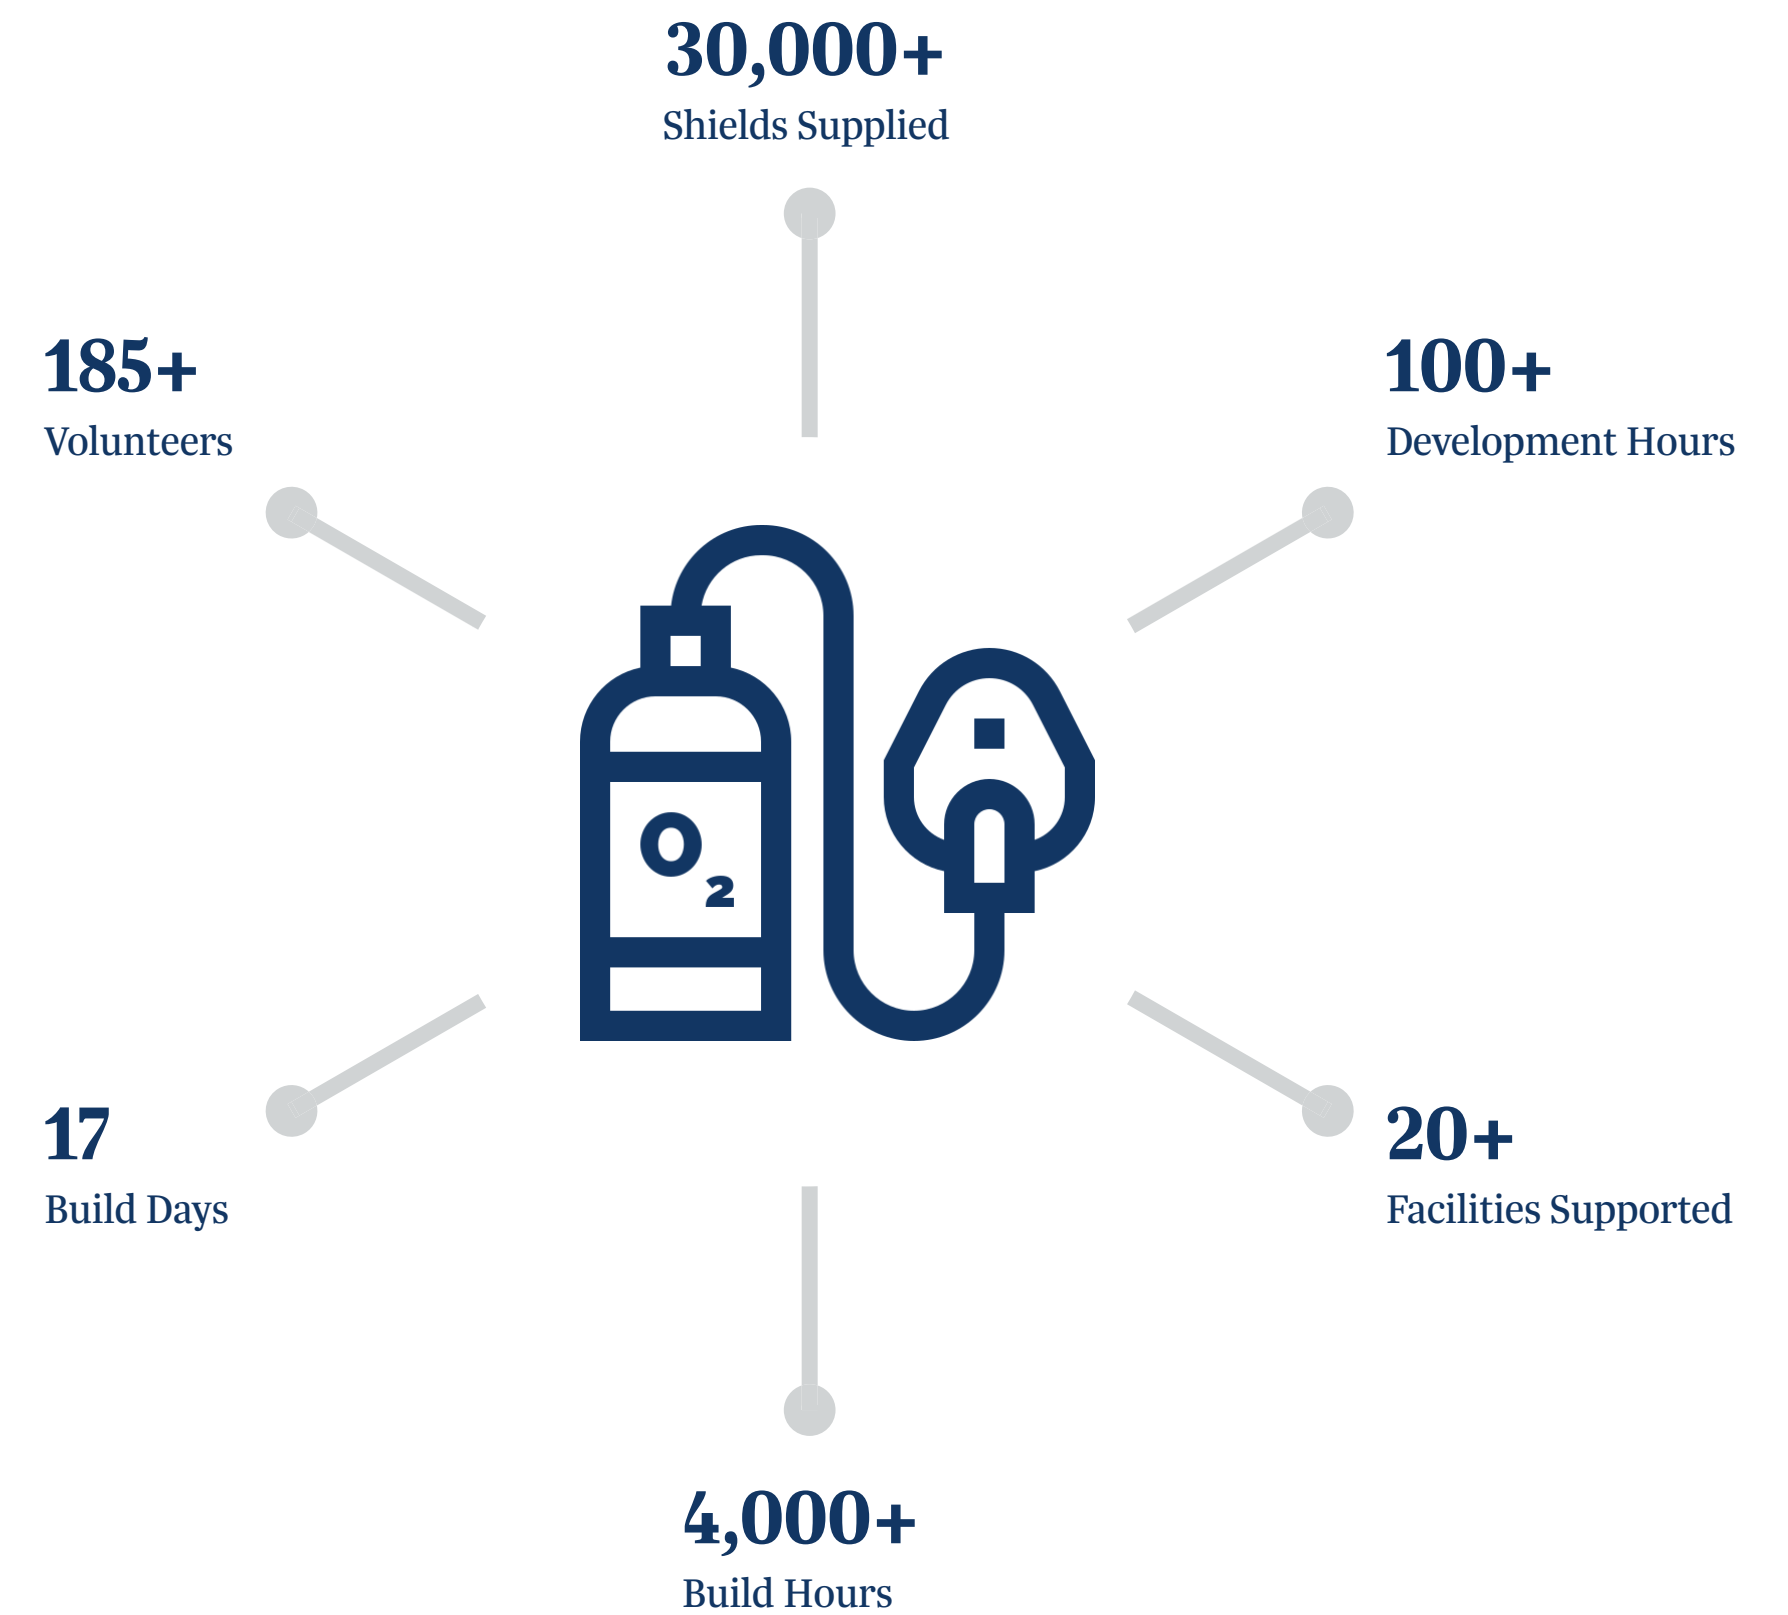 30,000+
Shields Supplied
185+
Volunteers
100+
Development Hours
O₂
17
Build Days
20+
Facilities Supported
4,000+
Build Hours